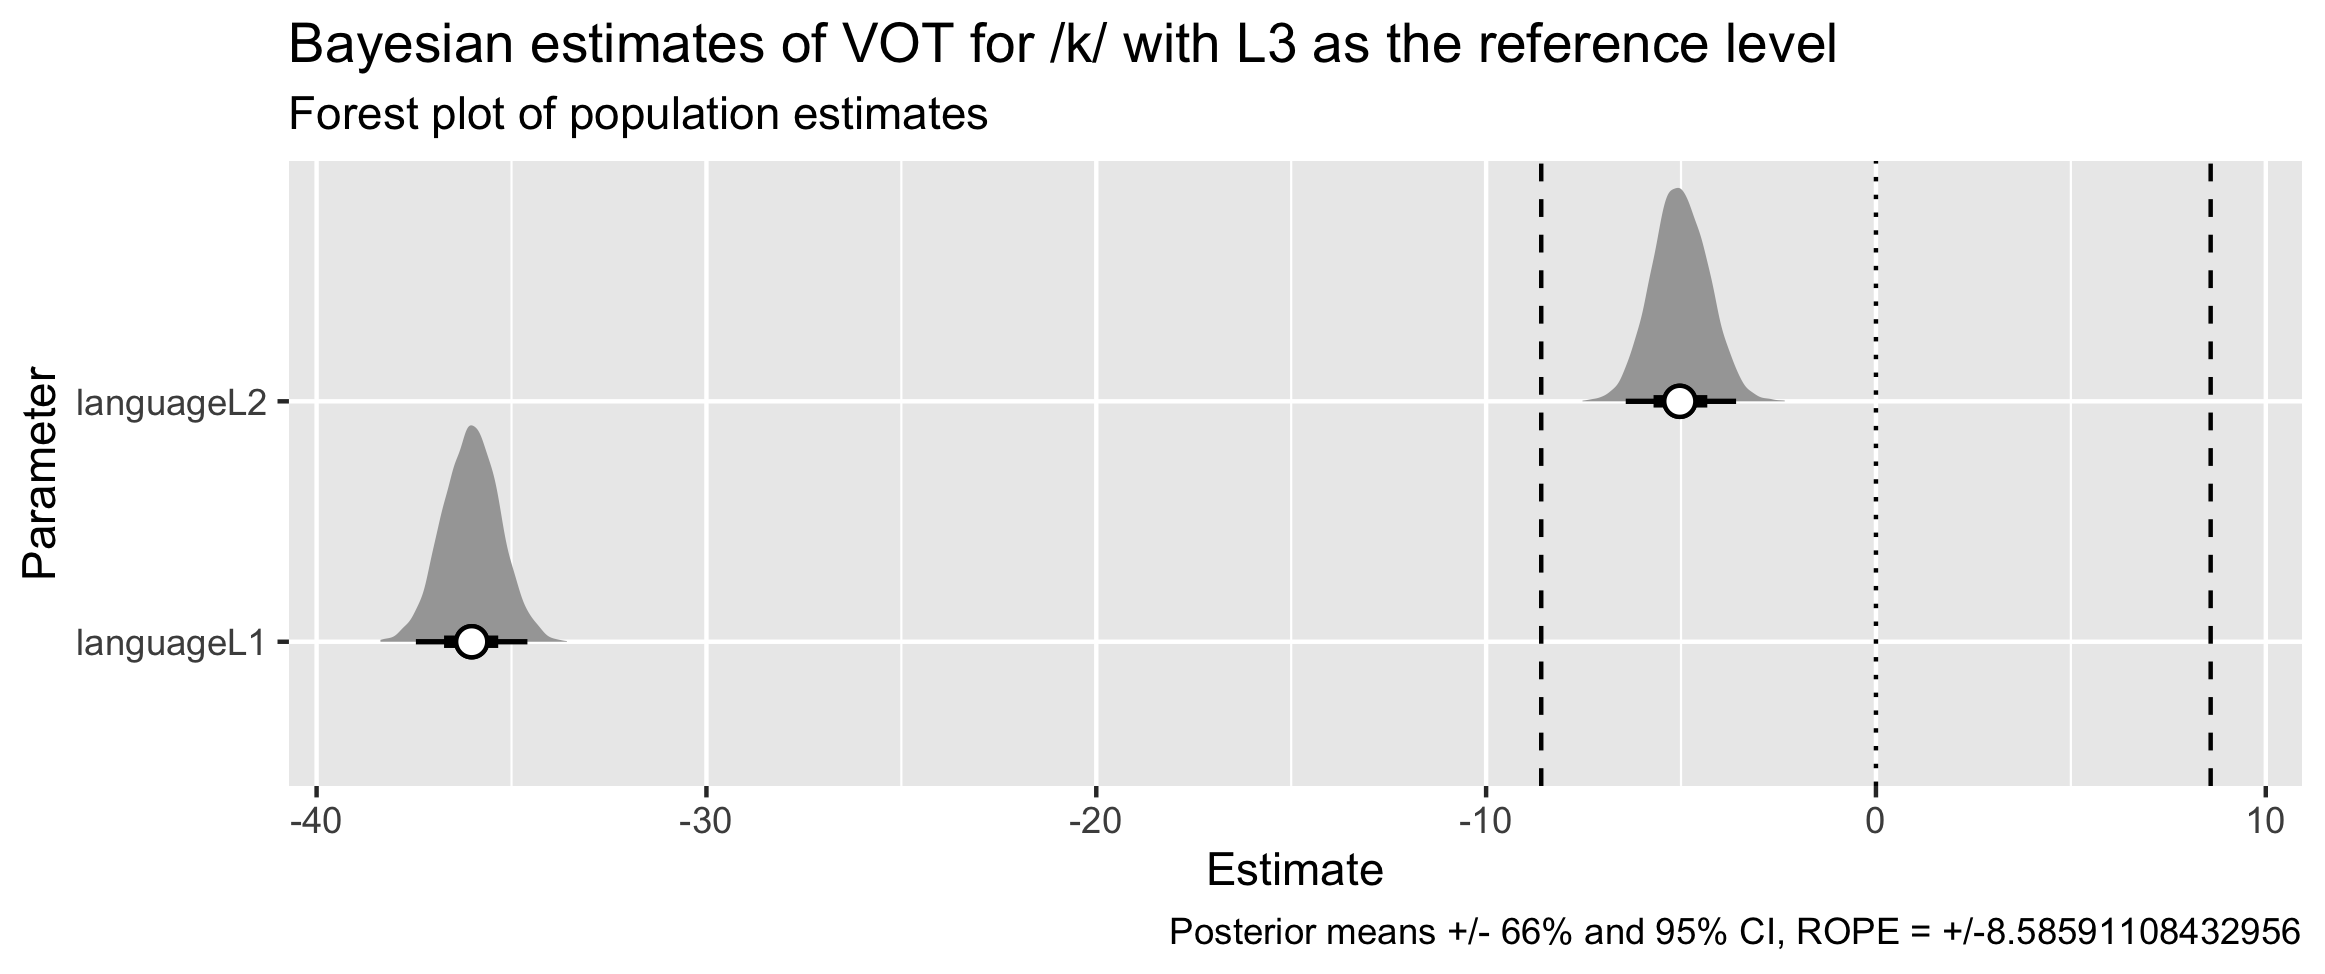 Bayesian estimates of VOT for /k/ with L3 as the reference level
Forest plot of population estimates
Parameter
languageL2
languageL1
-40 -30 -20 -10 0 10
Estimate
Posterior means +/- 66% and 95% CI, ROPE = +/-8.58591108432956